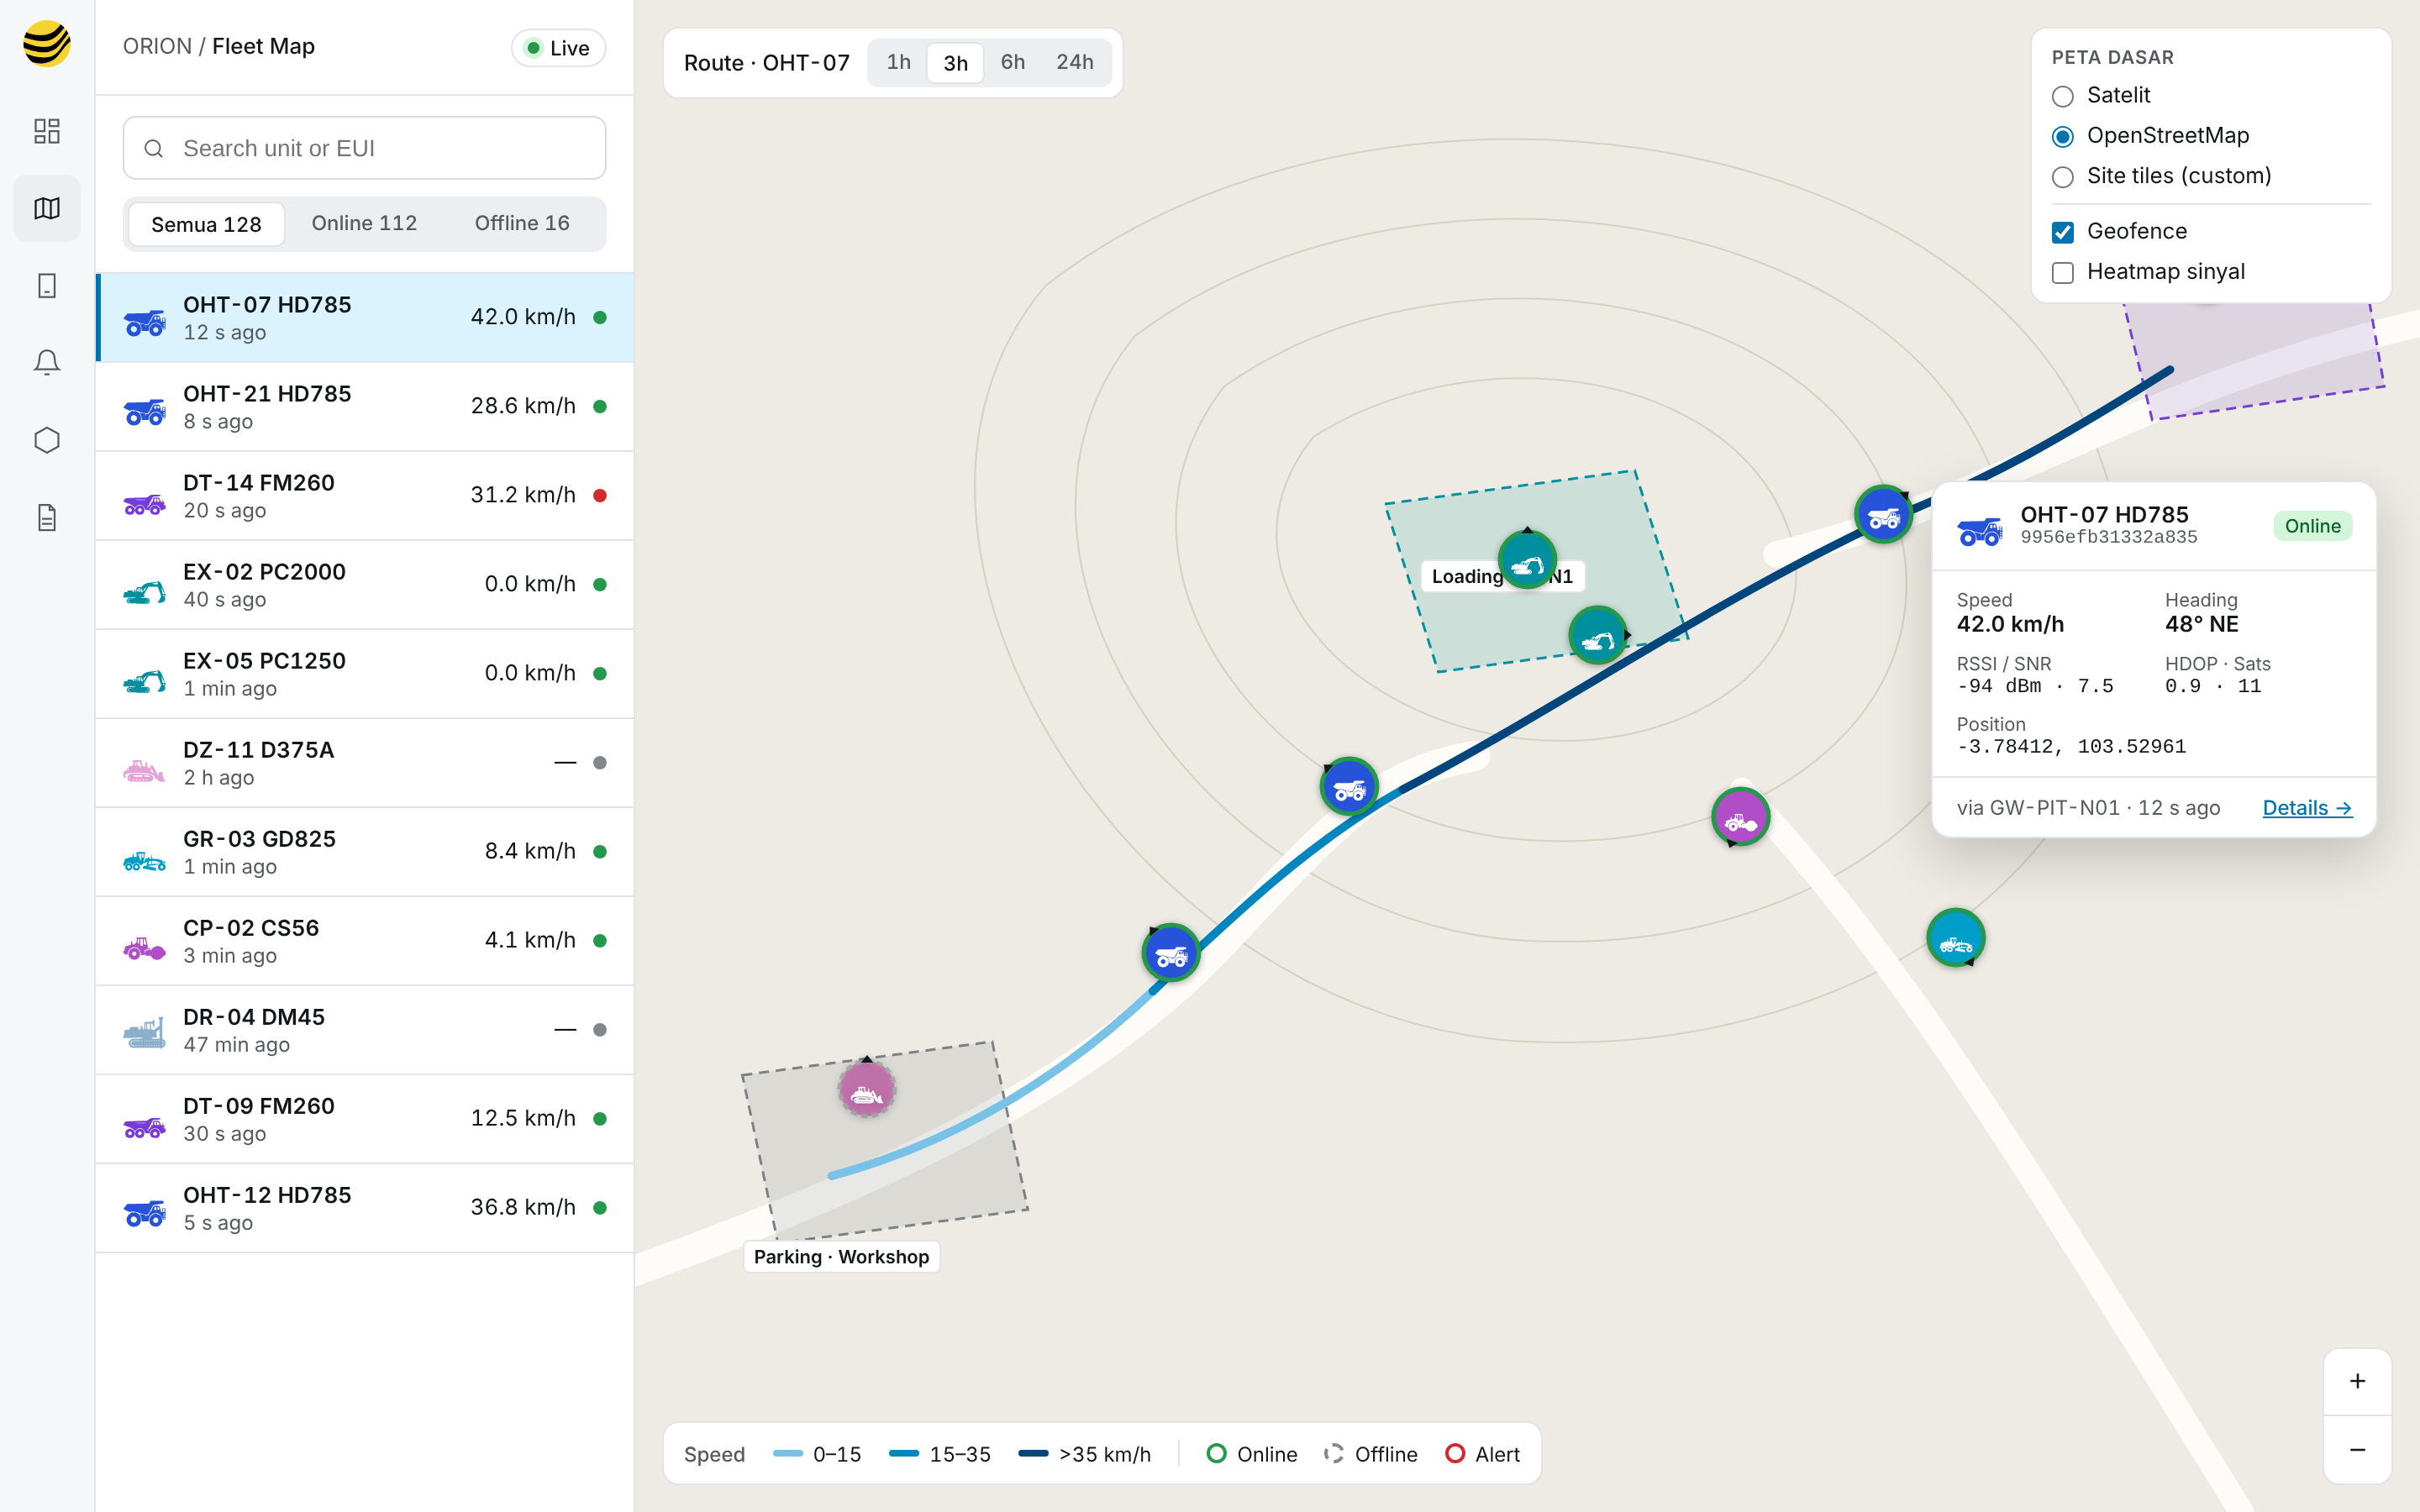 ORION / Fleet Map
Live
Search unit or EUI
Semua 128
Online 112
Offline 16
OHT-07 HD785
12 s ago
42.0 km/h
OHT-21 HD785
8 s ago
28.6 km/h
DT-14 FM260
20 s ago
31.2 km/h
EX-02 PC2000
40 s ago
0.0 km/h
EX-05 PC1250
1 min ago
0.0 km/h
DZ-11 D375A
2 h ago
—
GR-03 GD825
1 min ago
8.4 km/h
CP-02 CS56
3 min ago
4.1 km/h
DR-04 DM45
47 min ago
—
DT-09 FM260
30 s ago
12.5 km/h
OHT-12 HD785
5 s ago
36.8 km/h
Route · OHT-07
1h
3h
6h
24h
PETA DASAR
Satelit
OpenStreetMap
Site tiles (custom)
Geofence
Heatmap sinyal
Loading N1
OHT-07 HD785
9956efb31332a835
Online
Speed
42.0 km/h
Heading
48° NE
RSSI / SNR
-94 dBm · 7.5
HDOP · Sats
0.9 · 11
Position
-3.78412, 103.52961
via GW-PIT-N01 · 12 s ago
Details →
Parking · Workshop
Speed
0–15
15–35
>35 km/h
Online
Offline
Alert
+
−